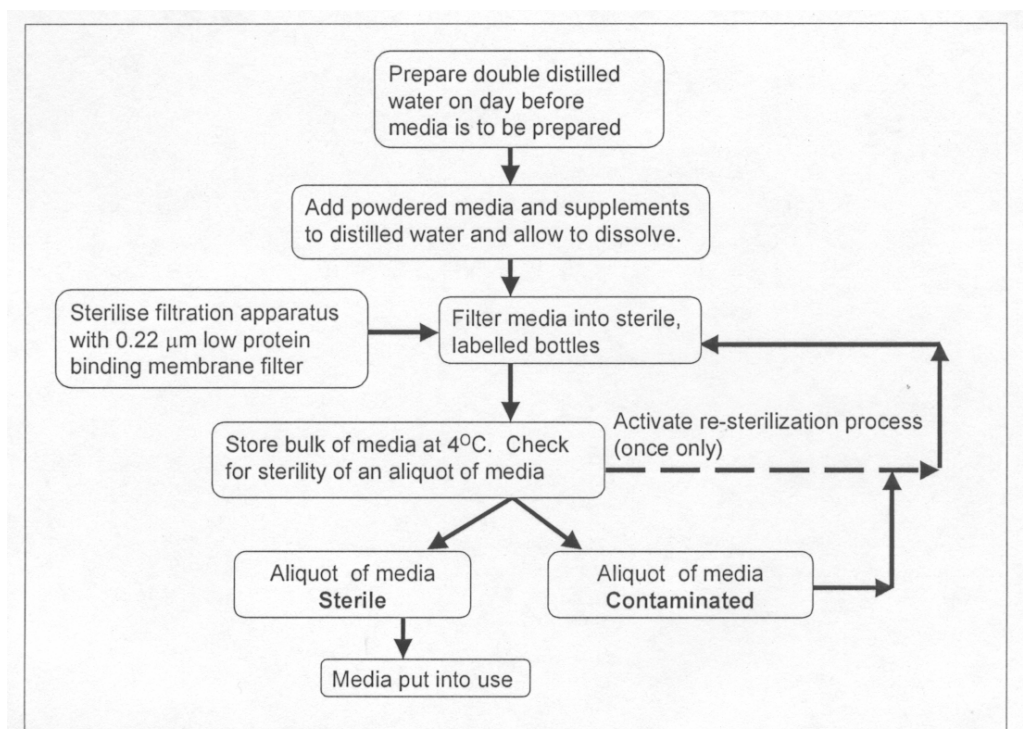 Prepare double distilled
water on day before
media is to be prepared
Add powdered media and supplements
to distilled water and allow to dissolve.
Sterilise filtration apparatus
with 0.22 μm low protein
binding membrane filter
Filter media into sterile,
labelled bottles
Store bulk of media at 4⁰C. Check
for sterility of an aliquot of media
Activate re-sterilization process
(once only)
Aliquot of media
Sterile
Aliquot of media
Contaminated
Media put into use